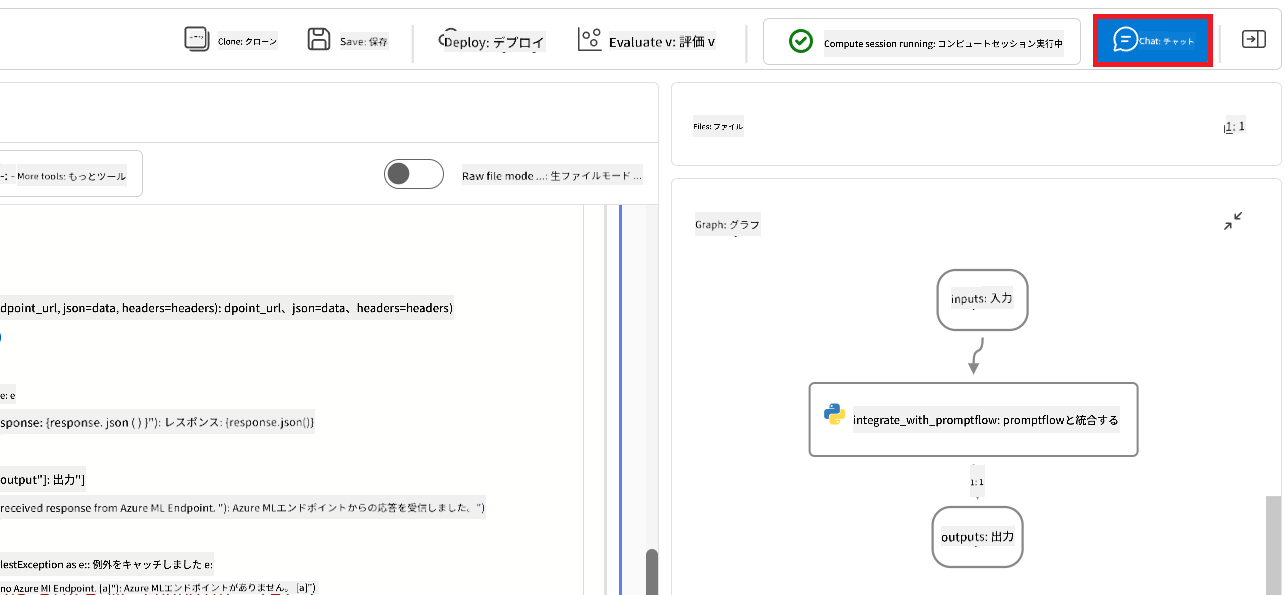 Clone: クローン
Save: 保存
Deploy: デプロイ
Evaluate v: 評価 v
Compute session running: コンピュートセッション実行中
Chat: チャット
Files: ファイル
1: 1
-: - More tools: もっとツール
Raw file mode ...: 生ファイルモード ...
Graph: グラフ
inputs: 入力
dpoint_url, json=data, headers=headers): dpoint_url、json=data、headers=headers)
e: e
integrate_with_promptflow: promptflowと統合する
sponse: {response. json ( ) }"): レスポンス: {response.json()}
output"]: 出力"]
1: 1
received response from Azure ML Endpoint. "): Azure MLエンドポイントからの応答を受信しました。")
outputs: 出力
lestException as e:: 例外をキャッチしました e:
no Azure Ml Endpoint. [a]"): Azure MLエンドポイントがありません。 [a]")